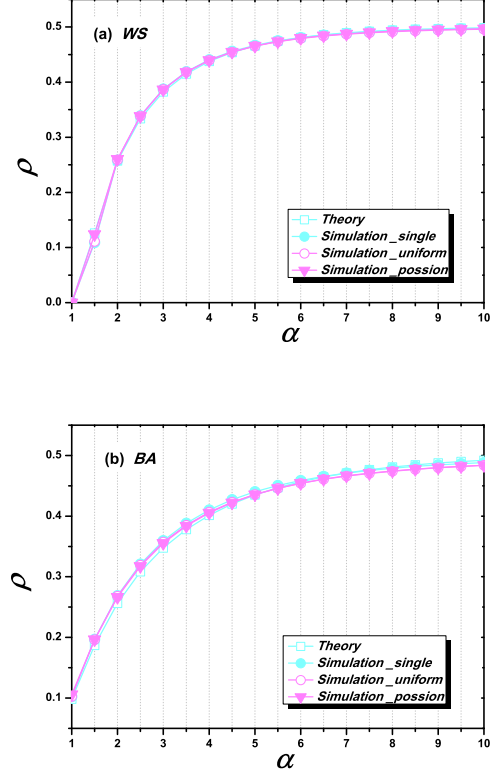 0.5
(a) WS
0.4
0.3
ρ
0.2
Theory
Simulation_single
0.1
Simulation_uniform
Simulation_possion
0.0
1 2 3 4 5 6 7 8 9 10
α
0.5
(b) BA
0.4
0.3
ρ
0.2
Theory
Simulation_single
Simulation_uniform
0.1
Simulation_possion
1 2 3 4 5 6 7 8 9 10
α